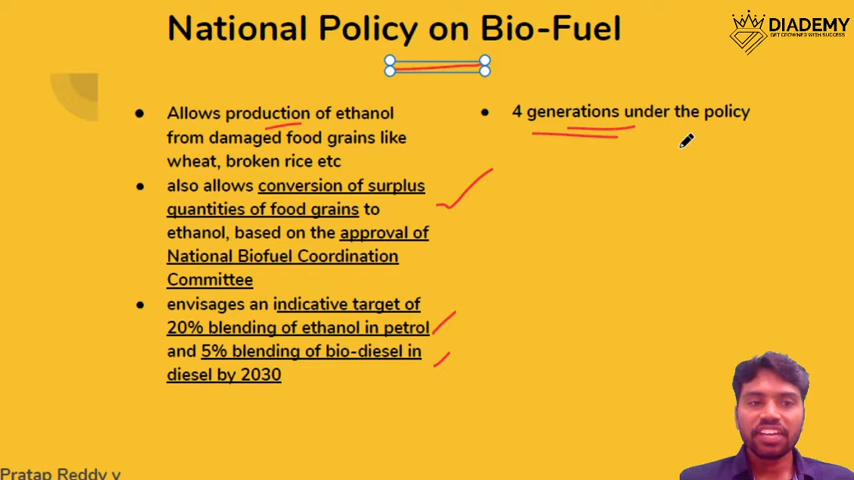 National Policy on Bio-Fuel
DIADEMY
GET CROWNED WITH SUCCESS
Allows production of ethanol
from damaged food grains like
wheat, broken rice etc
also allows conversion of surplus
quantities of food grains to
ethanol, based on the approval of
National Biofuel Coordination
Committee
envisages an indicative target of
20% blending of ethanol in petrol
and 5% blending of bio-diesel in
diesel by 2030
4 generations under the policy
Pratap Reddy v